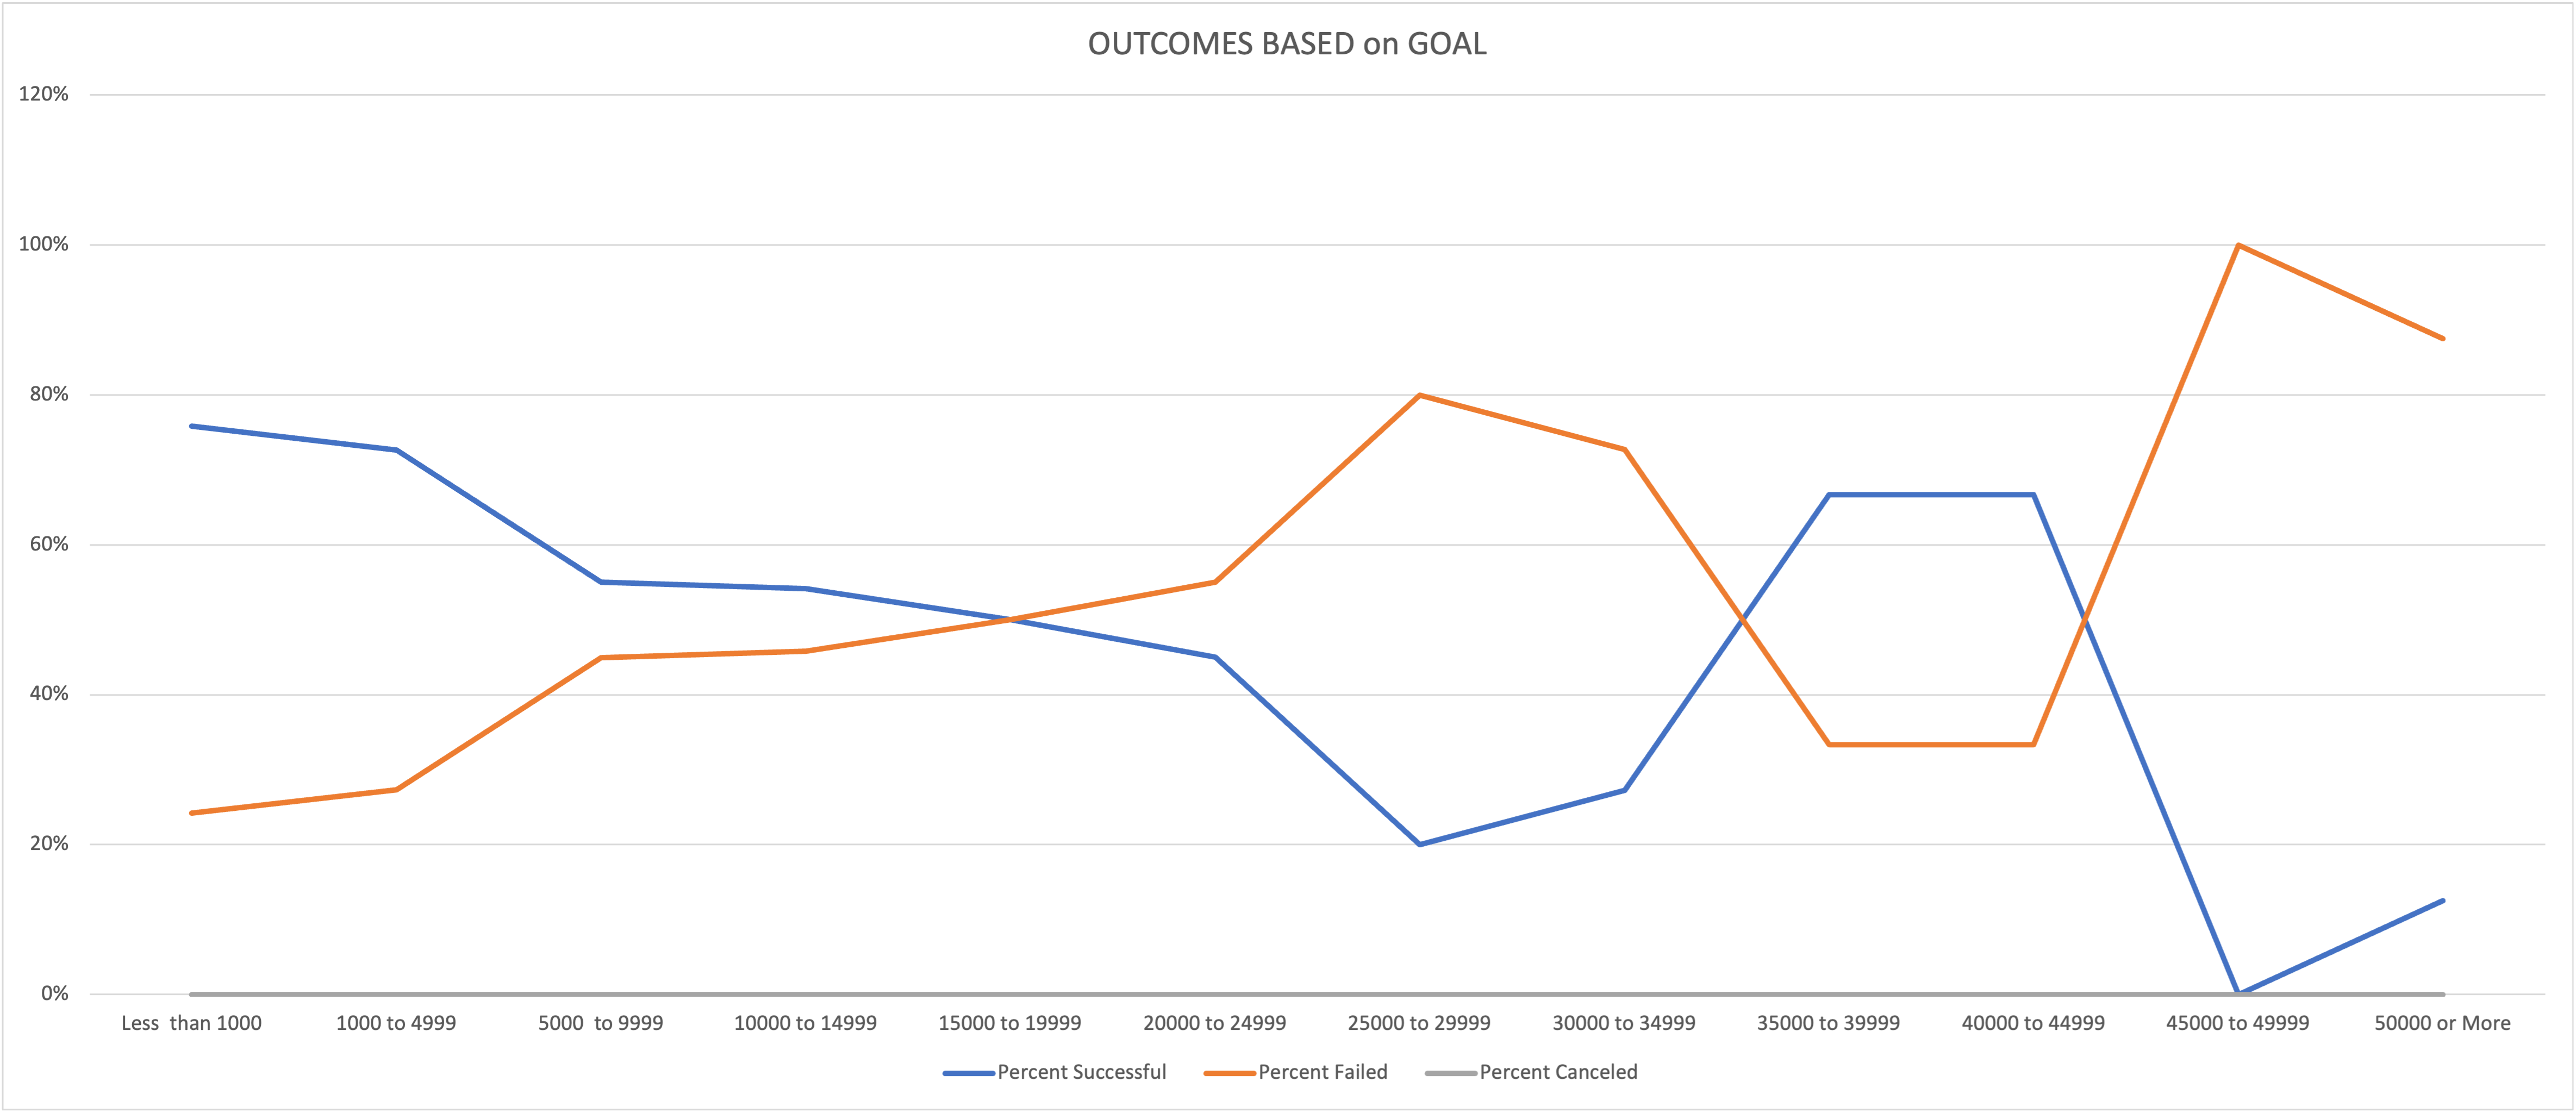 OUTCOMES BASED on GOAL
120%
100%
80%
60%
40%
20%
0%
Less  than 1000 1000 to 4999 5000  to 9999 10000 to 14999 15000 to 19999 20000 to 24999 25000 to 29999 30000 to 34999 35000 to 39999 40000 to 44999 45000 to 49999 50000 or More
Percent Successful Percent Failed Percent Canceled